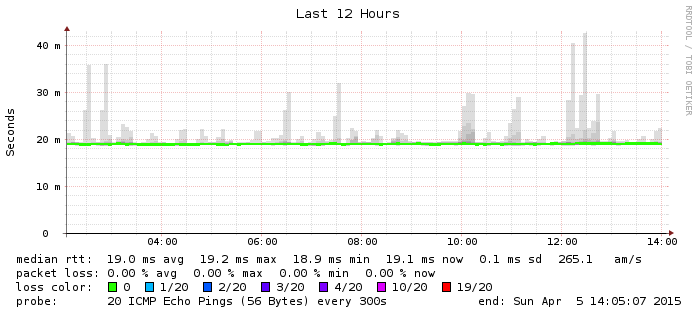 Last 12 Hours
RRDTOOL / TOBI OETIKER
Seconds
40 m
30 m
20 m
10 m
0
04:00 06:00 08:00 10:00 12:00 14:00
median rtt: 19.0 ms avg 19.2 ms max 18.9 ms min 19.1 ms now 0.1 ms sd 265.1 am/s
packet loss: 0.00 % avg 0.00 % max 0.00 % min 0.00 % now
loss color: 0 1/20 2/20 3/20 4/20 10/20 19/20
probe: 20 ICMP Echo Pings (56 Bytes) every 300s end: Sun Apr 5 14:05:07 2015